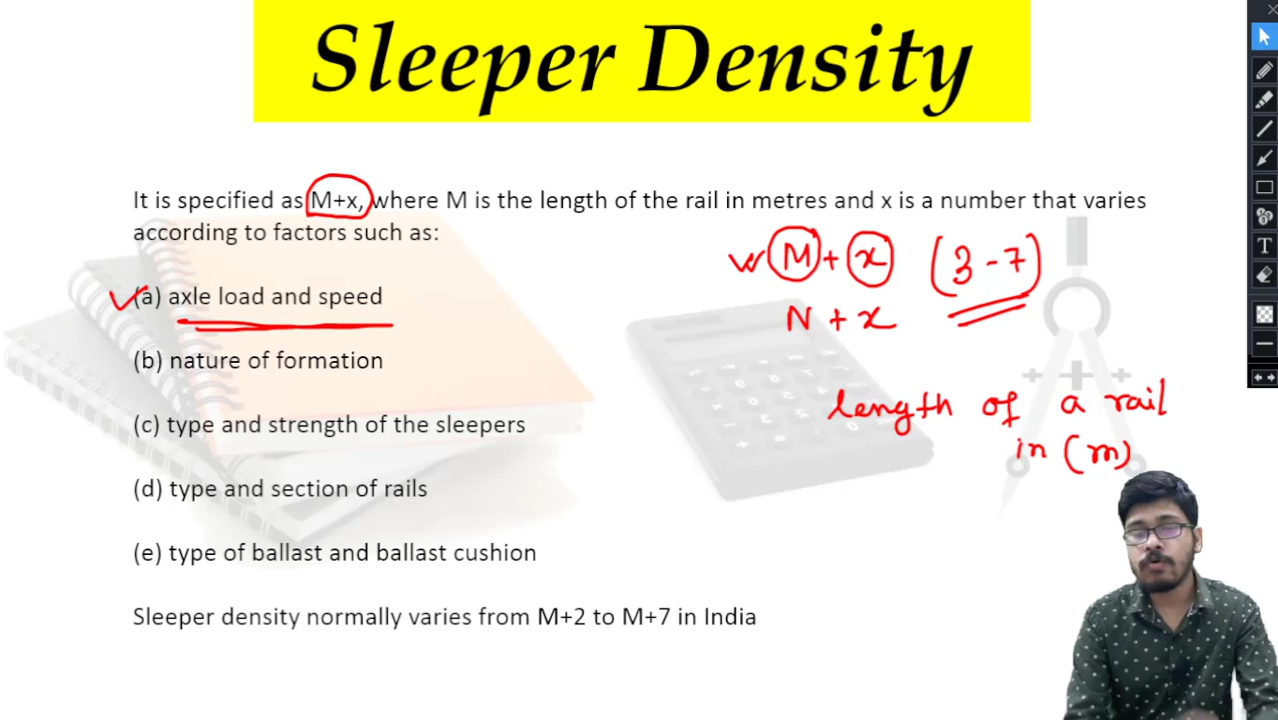 Sleeper Density
It is specified as M+x, where M is the length of the rail in metres and x is a number that varies
according to factors such as:
M + x (3 - 7)
(a) axle load and speed
N + x
(b) nature of formation
length of a rail
(c) type and strength of the sleepers
in (m)
(d) type and section of rails
(e) type of ballast and ballast cushion
Sleeper density normally varies from M+2 to M+7 in India